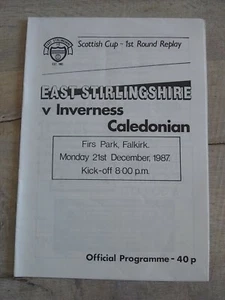 Scottish Cup - 1st Round Replay
EAST STIRLINGSHIRE
v Inverness
Caledonian
Firs Park, Falkirk.
Monday 21st December, 1987.
Kick-off 8:00 p.m.
Official Programme - 40p